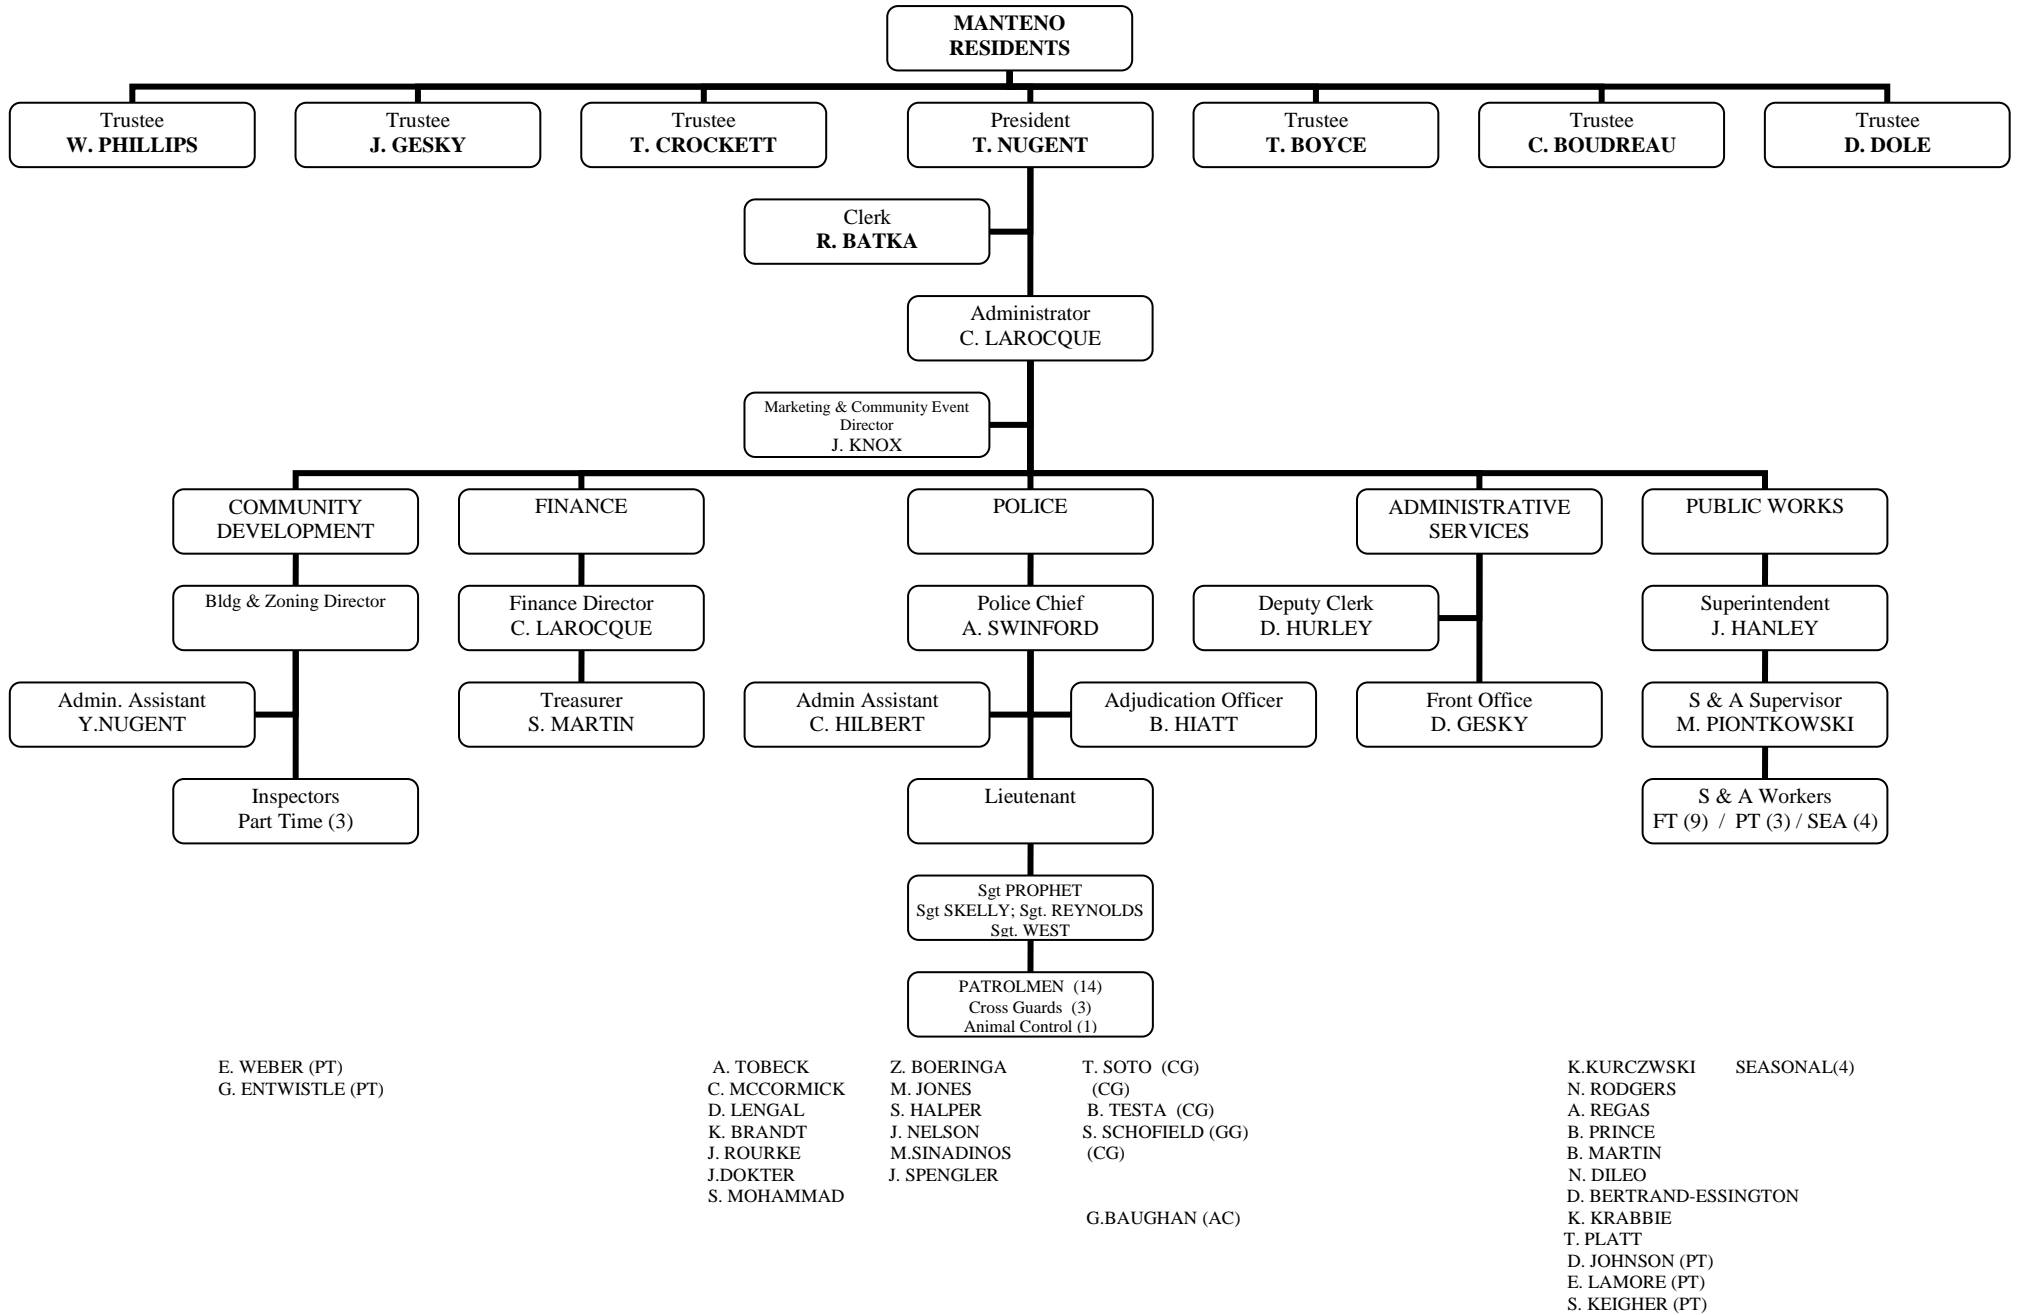 MANTENO
RESIDENTS
Trustee
W. PHILLIPS
Trustee
J. GESKY
Trustee
T. CROCKETT
President
T. NUGENT
Trustee
T. BOYCE
Trustee
C. BOUDREAU
Trustee
D. DOLE
Clerk
R. BATKA
Administrator
C. LAROCQUE
Marketing & Community Event
Director
J. KNOX
COMMUNITY
DEVELOPMENT
FINANCE
POLICE
ADMINISTRATIVE
SERVICES
PUBLIC WORKS
Bldg & Zoning Director
Finance Director
C. LAROCQUE
Police Chief
A. SWINFORD
Deputy Clerk
D. HURLEY
Superintendent
J. HANLEY
Admin. Assistant
Y.NUGENT
Treasurer
S. MARTIN
Admin Assistant
C. HILBERT
Adjudication Officer
B. HIATT
Front Office
D. GESKY
S & A Supervisor
M. PIONTKOWSKI
Inspectors
Part Time (3)
Lieutenant
S & A Workers
FT (9) / PT (3) / SEA (4)
Sgt PROPHET
Sgt SKELLY; Sgt. REYNOLDS
Sgt. WEST
PATROLMEN (14)
Cross Guards (3)
Animal Control (1)
E. WEBER (PT)
G. ENTWISTLE (PT)
A. TOBECK
C. MCCORMICK
D. LENGAL
K. BRANDT
J. ROURKE
J.DOKTER
S. MOHAMMAD
Z. BOERINGA
M. JONES
S. HALPER
J. NELSON
M.SINADINOS
J. SPENGLER
T. SOTO (CG)
(CG)
B. TESTA (CG)
S. SCHOFIELD (GG)
(CG)
G.BAUGHAN (AC)
K.KURCZWSKI SEASONAL(4)
N. RODGERS
A. REGAS
B. PRINCE
B. MARTIN
N. DILEO
D. BERTRAND-ESSINGTON
K. KRABBIE
T. PLATT
D. JOHNSON (PT)
E. LAMORE (PT)
S. KEIGHER (PT)